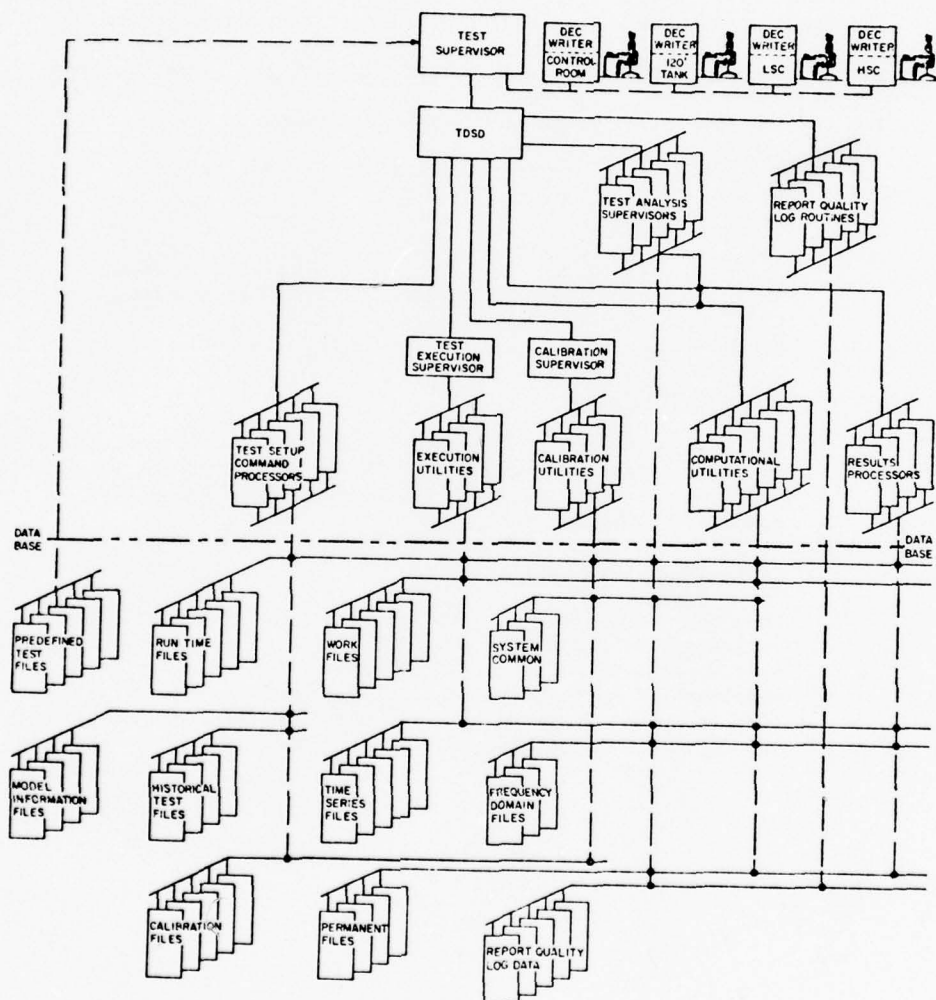 TEST
SUPERVISOR
DEC
WRITER
CONTROL
ROOM
DEC
WRITER
120'
TANK
DEC
WRITER
LSC
DEC
WRITER
HSC
TDSD
TEST ANALYSIS
SUPERVISORS
REPORT QUALITY
LOG ROUTINES
TEST
EXECUTION
SUPERVISOR
CALIBRATION
SUPERVISOR
TEST SETUP
COMMAND
PROCESSORS
EXECUTION
UTILITIES
CALIBRATION
UTILITIES
COMPUTATIONAL
UTILITIES
RESULTS
PROCESSORS
DATA
BASE
DATA
BASE
PREDEFINED
TEST
FILES
RUN TIME
FILES
WORK
FILES
SYSTEM
COMMON
MODEL
INFORMATION
FILES
HISTORICAL
TEST
FILES
TIME
SERIES
FILES
FREQUENCY
DOMAIN
FILES
CALIBRATION
FILES
PERMANENT
FILES
REPORT QUALITY
LOG DATA